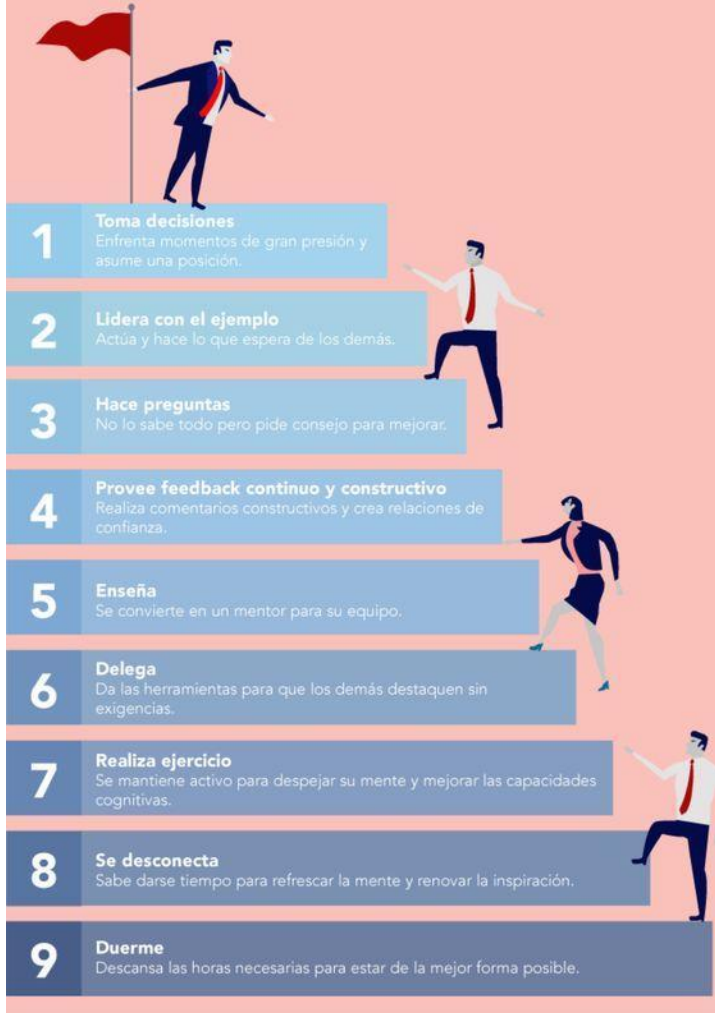 1
Toma decisiones
Enfrenta momentos de gran presión y
asume una posición.
2
Lidera con el ejemplo
Actúa y hace lo que espera de los demás.
3
Hace preguntas
No lo sabe todo pero pide consejo para mejorar.
4
Provee feedback continuo y constructivo
Realiza comentarios constructivos y crea relaciones de
confianza.
5
Enseña
Se convierte en un mentor para su equipo.
6
Delega
Da las herramientas para que los demás destaquen sin
exigencias.
7
Realiza ejercicio
Se mantiene activo para despejar su mente y mejorar las capacidades
cognitivas.
8
Se desconecta
Sabe darse tiempo para refrescar la mente y renovar la inspiración.
9
Duerme
Descansa las horas necesarias para estar de la mejor forma posible.